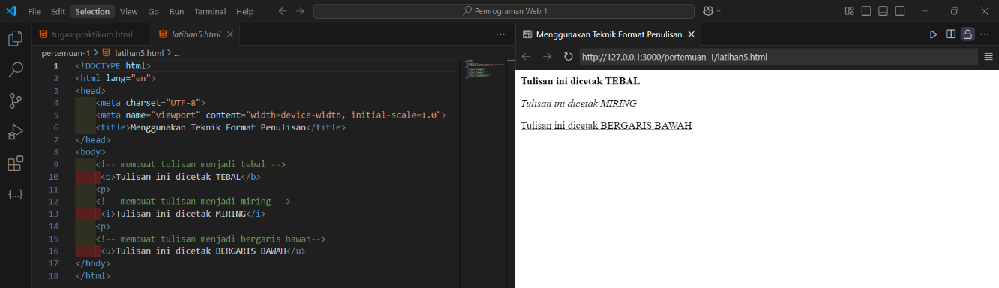 File Edit Selection View Go Run Terminal Help
Pemrograman Web 1
tugas-praktikum.html
latihan5.html
pertemuan-1 > latihan5.html > ...
1 <!DOCTYPE html>
2 <html lang="en">
3 <head>
4 <meta charset="UTF-8">
5 <meta name="viewport" content="width=device-width, initial-scale=1.0">
6 <title>Menggunakan Teknik Format Penulisan</title>
7 </head>
8 <body>
9 <!-- membuat tulisan menjadi tebal -->
10 <b>Tulisan ini dicetak TEBAL</b>
11 <p>
12 <!-- membuat tulisan menjadi miring -->
13 <i>Tulisan ini dicetak MIRING</i>
14 <p>
15 <!-- membuat tulisan menjadi bergaris bawah-->
16 <u>Tulisan ini dicetak BERGARIS BAWAH</u>
17 </body>
18 </html>
Menggunakan Teknik Format Penulisan
http://127.0.0.1:3000/pertemuan-1/latihan5.html
Tulisan ini dicetak TEBAL
Tulisan ini dicetak MIRING
Tulisan ini dicetak BERGARIS BAWAH